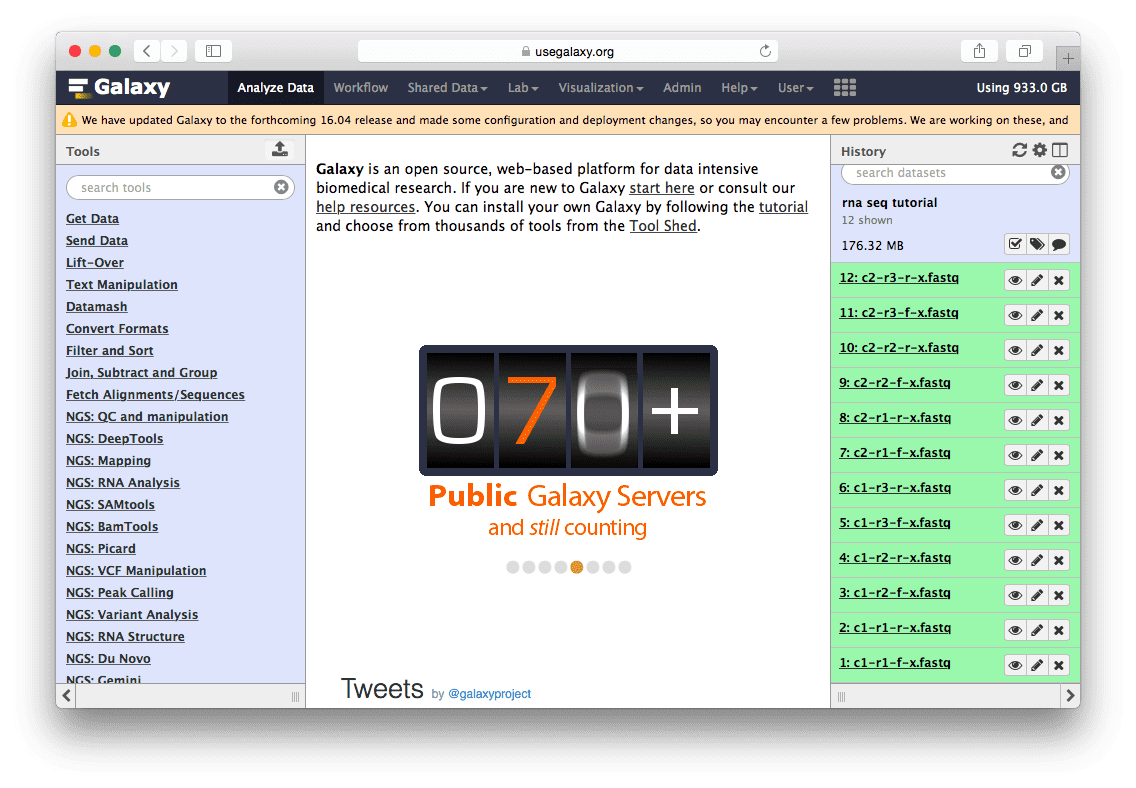 usegalaxy.org
Galaxy
Analyze Data Workflow Shared Data Lab Visualization Admin Help User Using 933.0 GB
We have updated Galaxy to the forthcoming 16.04 release and made some configuration and deployment changes, so you may encounter a few problems. We are working on these, and
Tools
search tools
Get Data
Send Data
Lift-Over
Text Manipulation
Datamash
Convert Formats
Filter and Sort
Join, Subtract and Group
Fetch Alignments/Sequences
NGS: QC and manipulation
NGS: DeepTools
NGS: Mapping
NGS: RNA Analysis
NGS: SAMtools
NGS: BamTools
NGS: Picard
NGS: VCF Manipulation
NGS: Peak Calling
NGS: Variant Analysis
NGS: RNA Structure
NGS: Du Novo
NGS: Gemini
Galaxy is an open source, web-based platform for data intensive
biomedical research. If you are new to Galaxy start here or consult our
help resources. You can install your own Galaxy by following the tutorial
and choose from thousands of tools from the Tool Shed.
070+
Public Galaxy Servers
and still counting
Tweets by @galaxyproject
History
search datasets
rna seq tutorial
12 shown
176.32 MB
12: c2-r3-r-x.fastq
11: c2-r3-f-x.fastq
10: c2-r2-r-x.fastq
9: c2-r2-f-x.fastq
8: c2-r1-r-x.fastq
7: c2-r1-f-x.fastq
6: c1-r3-r-x.fastq
5: c1-r3-f-x.fastq
4: c1-r2-r-x.fastq
3: c1-r2-f-x.fastq
2: c1-r1-r-x.fastq
1: c1-r1-f-x.fastq